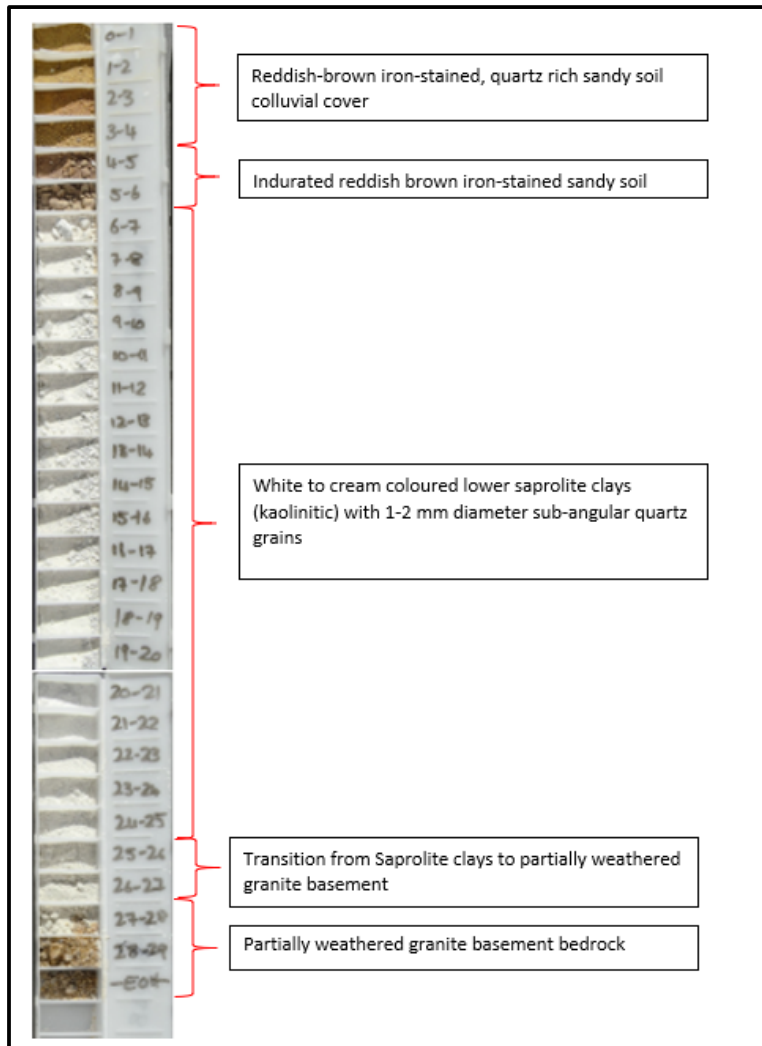 0-1
1-2
2-3
3-4
4-5
5-6
6-7
7-8
8-9
9-10
10-11
11-12
12-13
13-14
14-15
15-16
16-17
17-18
18-19
19-20
20-21
21-22
22-23
23-24
24-25
25-26
26-27
27-28
28-29
-EOH-
Reddish-brown iron-stained, quartz rich sandy soil
colluvial cover
Indurated reddish brown iron-stained sandy soil
White to cream coloured lower saprolite clays
(kaolinitic) with 1-2 mm diameter sub-angular quartz
grains
Transition from Saprolite clays to partially weathered
granite basement
Partially weathered granite basement bedrock